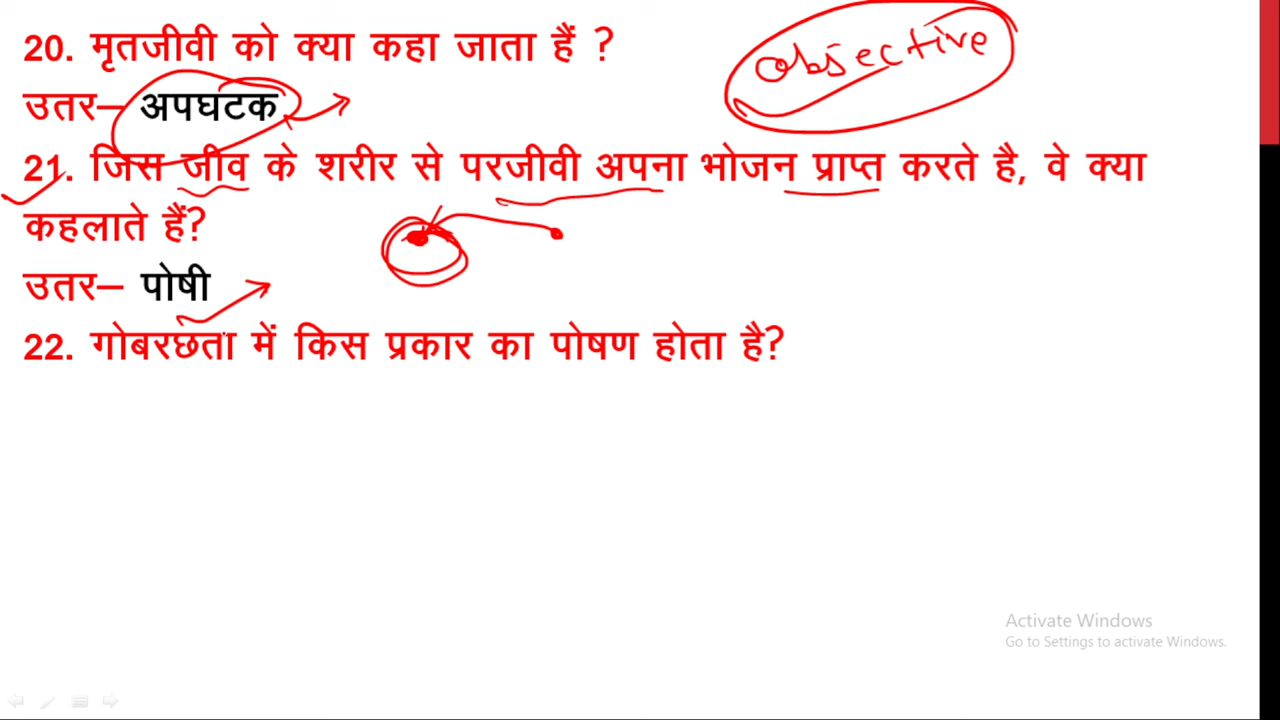 20. मृतजीवी को क्या कहा जाता हैं ?
objective
उतर– अपघटक
21. जिस जीव के शरीर से परजीवी अपना भोजन प्राप्त करते है, वे क्या
कहलाते हैं?
उतर– पोषी
22. गोबरछता में किस प्रकार का पोषण होता है?
Activate Windows
Go to Settings to activate Windows.